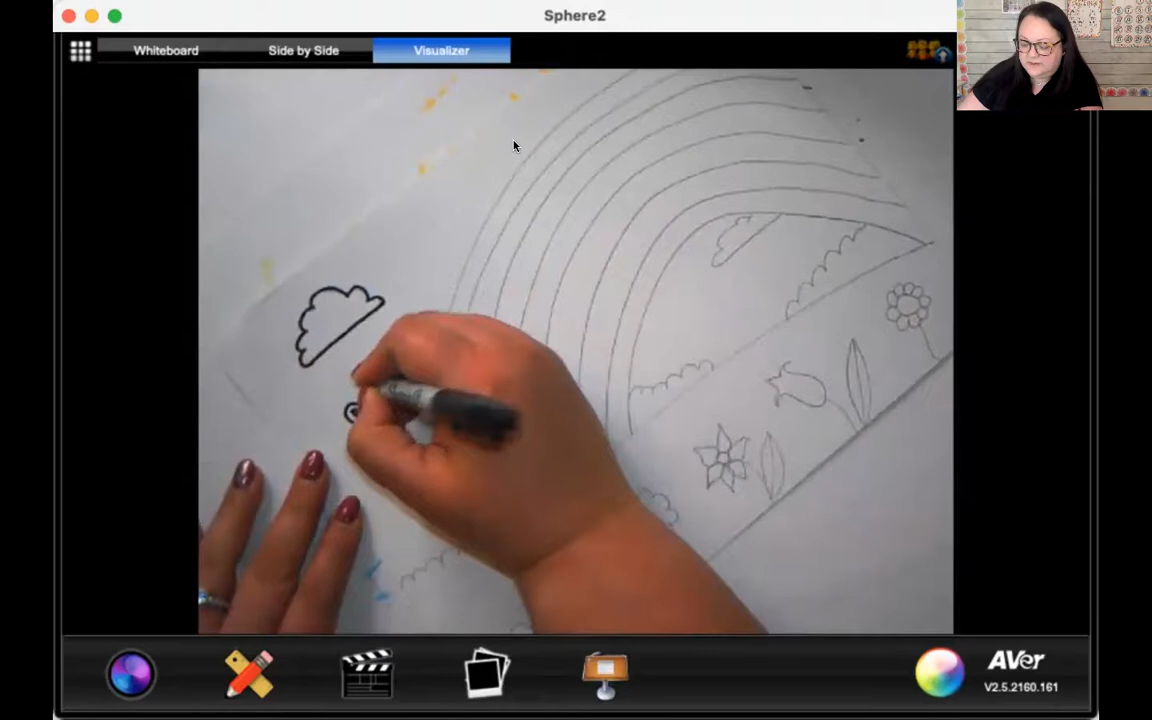 Sphere2
Whiteboard
Side by Side
Visualizer
AVer
V2.5.2160.161